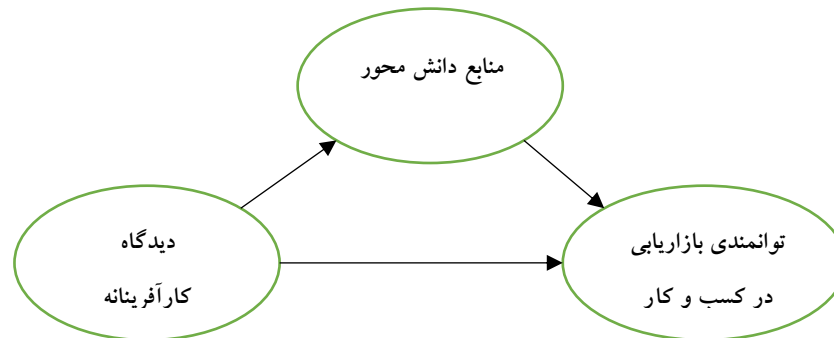 منابع دانش محور
دیدگاه
کارآفرینانه
توانمندی بازاریابی
در کسب و کار